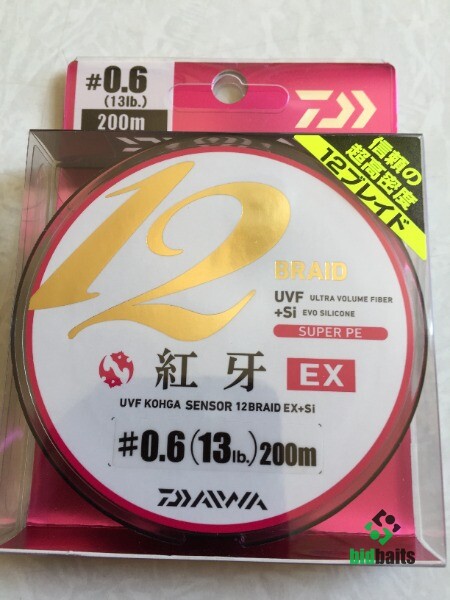 #0.6
(13lb.)
200m
信頼の
超高密度
12ブレイド
12
BRAID
UVF ULTRA VOLUME FIBER
+Si EVO SILICONE
SUPER PE
紅牙 EX
UVF KOHGA SENSOR 12BRAID EX+Si
#0.6(13lb.)200m
DAIWA
bidbaits